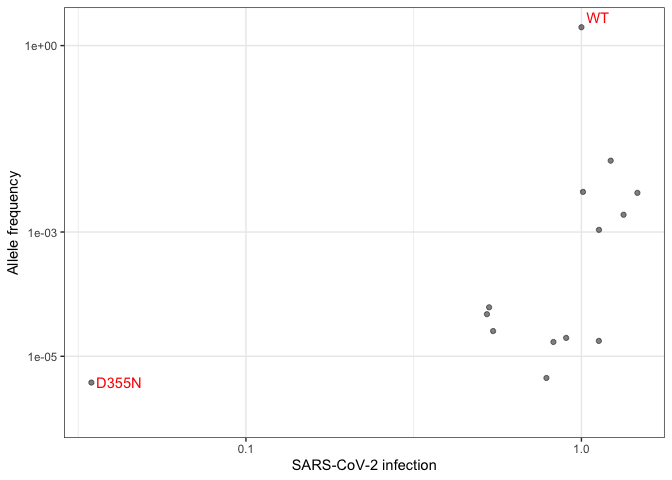 WT
1e+00
1e-03
1e-05
D355N
0.1
1.0
SARS-CoV-2 infection
Allele frequency